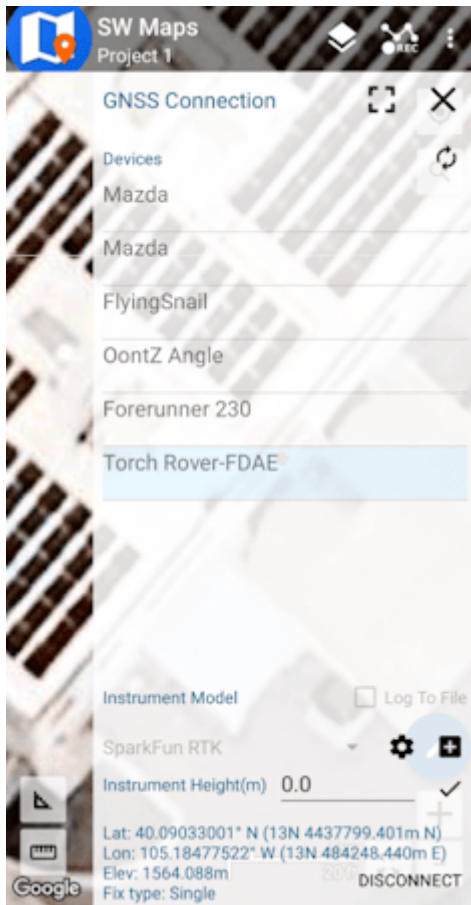 SW Maps
Project 1
REC
GNSS Connection
Devices
Mazda
Mazda
FlyingSnail
OontZ Angle
Forerunner 230
Torch Rover-FDAE
Instrument Model
Log To File
SparkFun RTK
Instrument Height(m) 0.0
Lat: 40.09033001° N (13N 4437799.401m N)
Lon: 105.18477522° W (13N 484248.440m E)
Elev: 1564.088m
DISCONNECT
Fix type: Single
Google